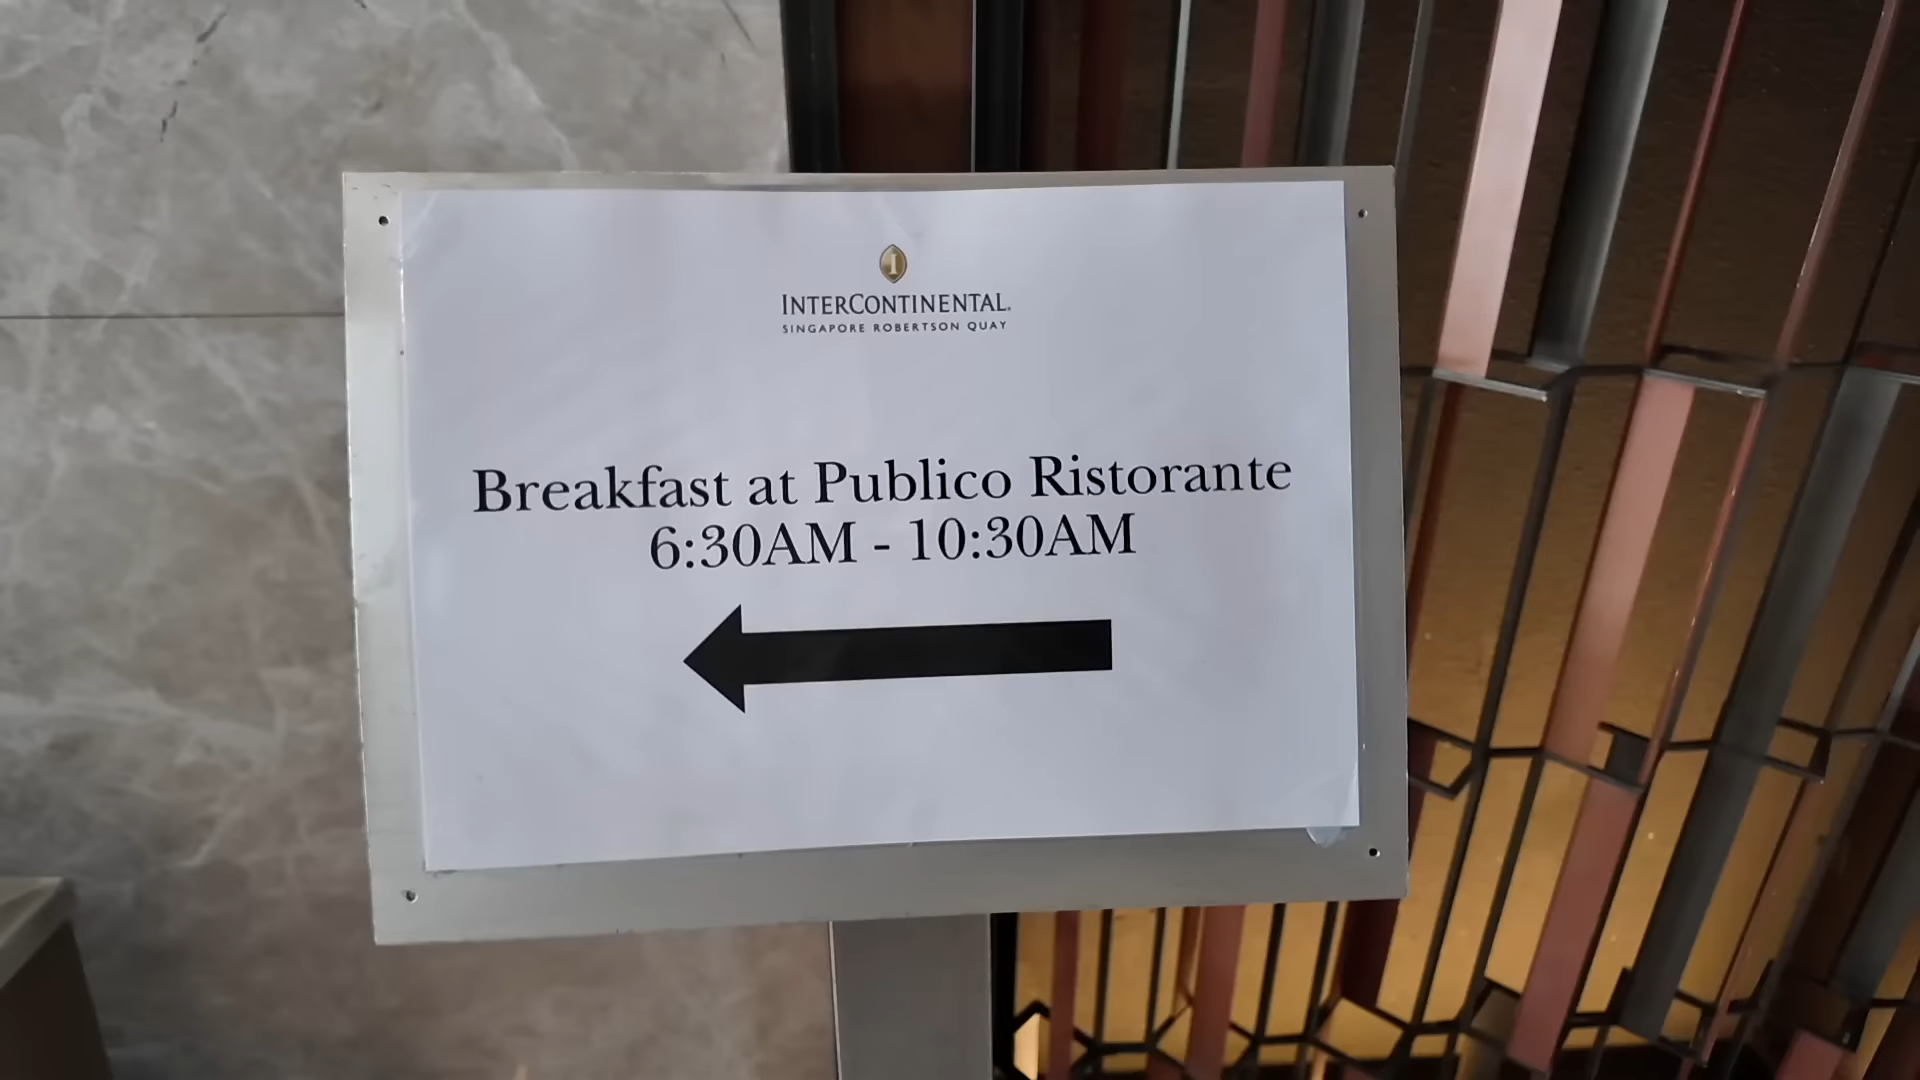 INTERCONTINENTAL.
SINGAPORE ROBERTSON QUAY
Breakfast at Publico Ristorante
6:30AM - 10:30AM